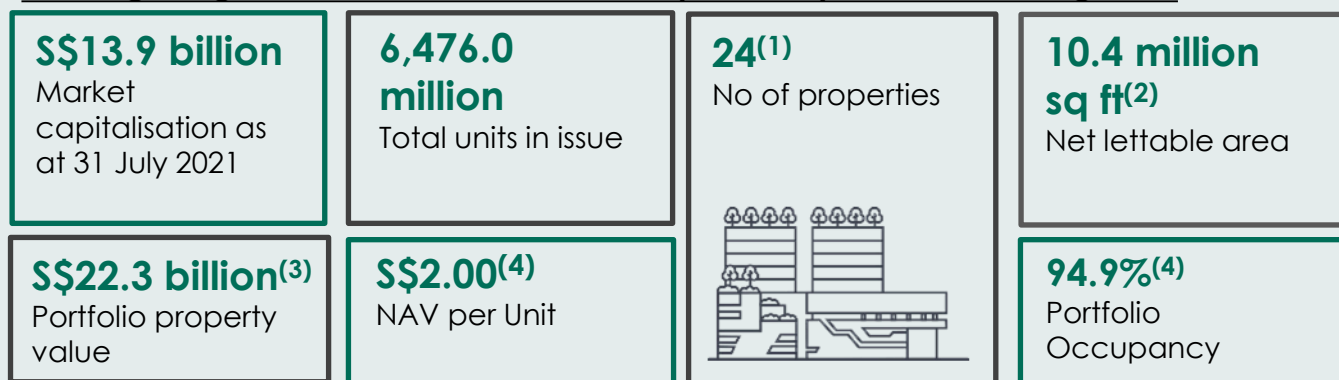 S$13.9 billion
Market
capitalisation as
at 31 July 2021
6,476.0
million
Total units in issue
24(1)
No of properties
10.4 million
sq ft(2)
Net lettable area
S$22.3 billion(3)
Portfolio property
value
S$2.00(4)
NAV per Unit
94.9%(4)
Portfolio
Occupancy